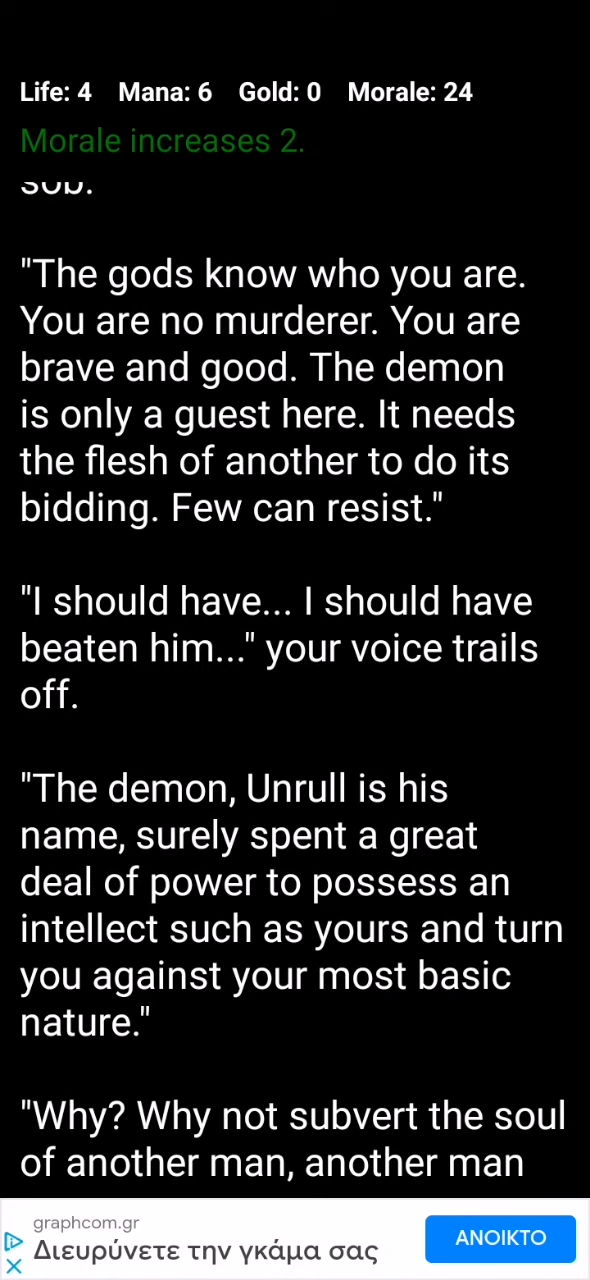 Life: 4 Mana: 6 Gold: 0 Morale: 24
Morale increases 2.
sob.
"The gods know who you are.
You are no murderer. You are
brave and good. The demon
is only a guest here. It needs
the flesh of another to do its
bidding. Few can resist."
"I should have... I should have
beaten him..." your voice trails
off.
"The demon, Unrull is his
name, surely spent a great
deal of power to possess an
intellect such as yours and turn
you against your most basic
nature."
"Why? Why not subvert the soul
of another man, another man
graphcom.gr
Διευρύνετε την γκάμα σας
ΑΝΟΙΚΤΟ